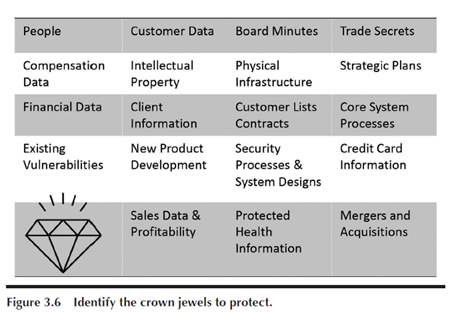 People Customer Data Board Minutes Trade Secrets
Compensation Intellectual Physical Strategic Plans
Data Property Infrastructure
Financial Data Client Customer Lists Core System
Information Contracts Processes
Existing New Product Security Credit Card
Vulnerabilities Development Processes & Information
System Designs
Sales Data & Protected Mergers and
Profitability Health Acquisitions
Information
Figure 3.6 Identify the crown jewels to protect.